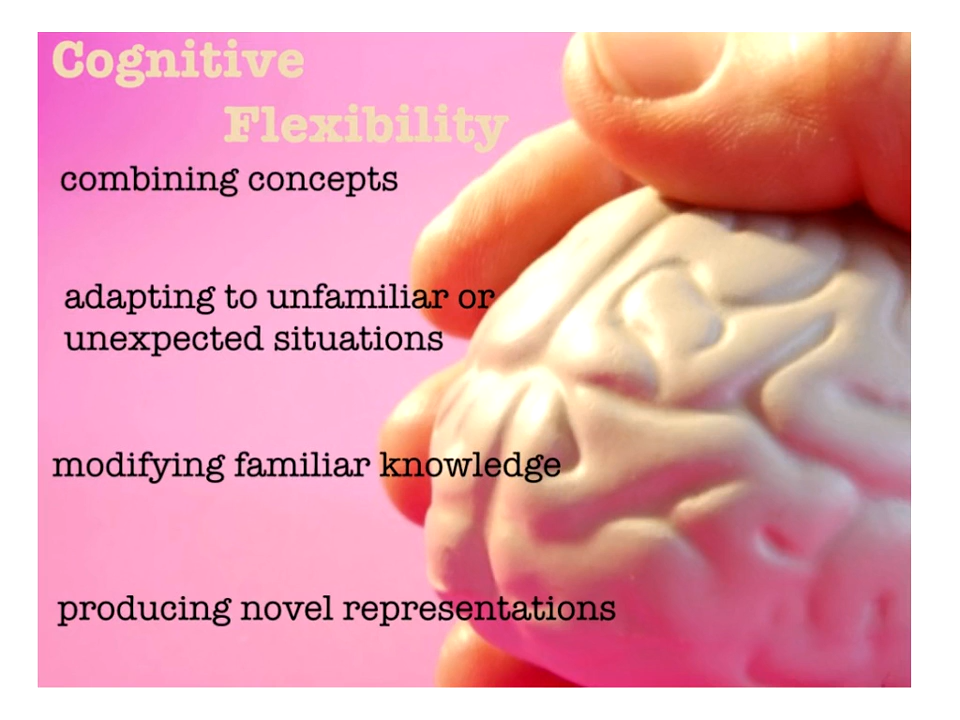 Cognitive
Flexibility
combining concepts
adapting to unfamiliar or
unexpected situations
modifying familiar knowledge
producing novel representations